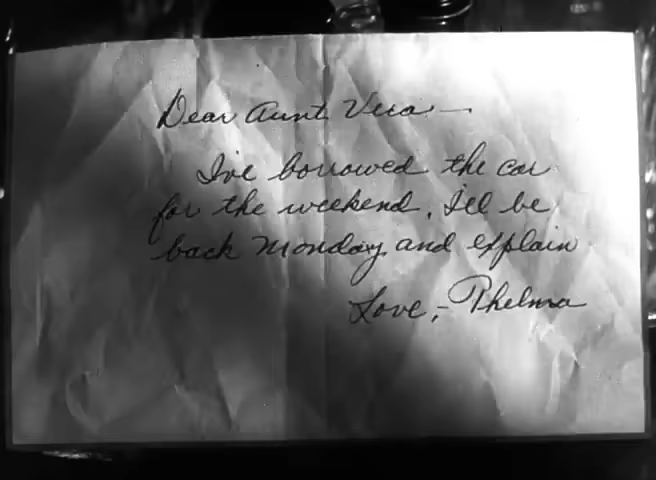 Dear Aunt Vera—
I've borrowed the car
for the weekend. I'll be
back Monday and explain
Love,- Thelma